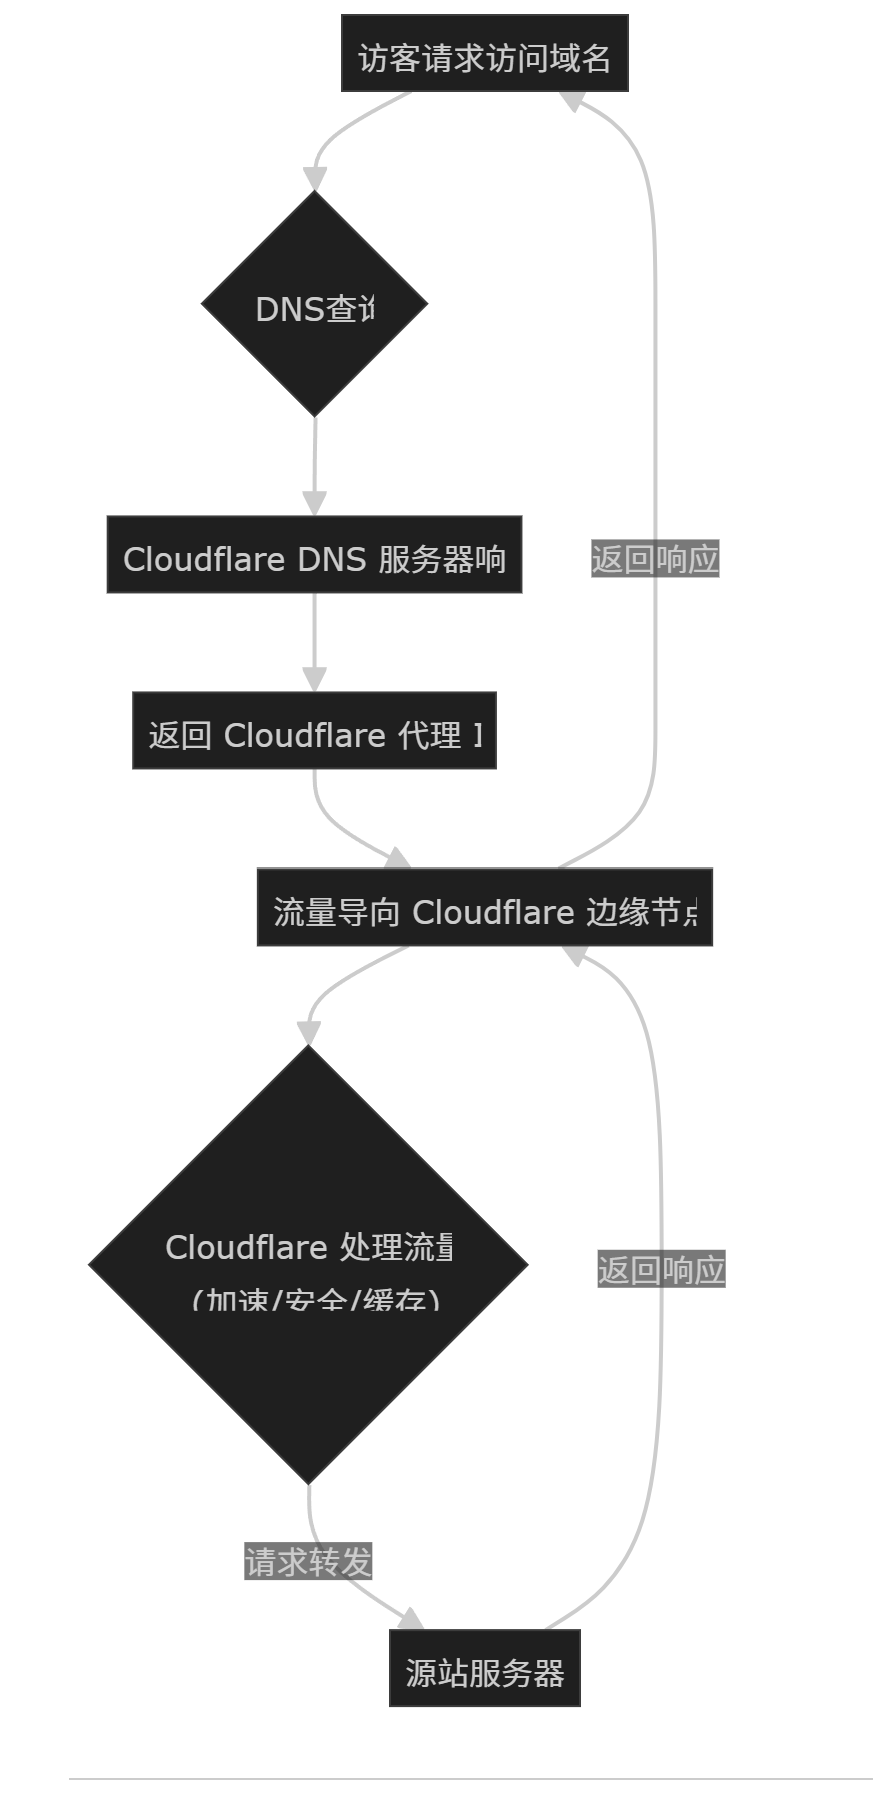 访客请求访问域名
DNS查询
Cloudflare DNS 服务器响
返回响应
返回 Cloudflare 代理 I
流量导向 Cloudflare 边缘节点
Cloudflare 处理流量
（加速/安全/缓存）
返回响应
请求转发
源站服务器